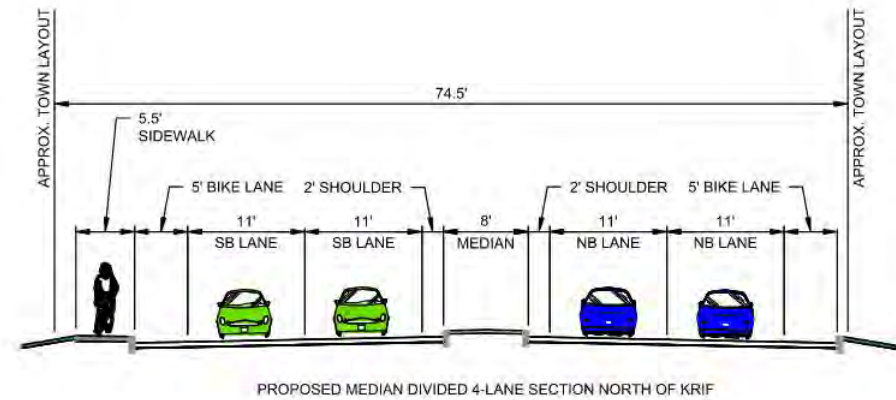 APPROX. TOWN LAYOUT
APPROX. TOWN LAYOUT
74.5'
5.5'
SIDEWALK
5' BIKE LANE
2' SHOULDER
2' SHOULDER
5' BIKE LANE
11'
SB LANE
11'
SB LANE
8'
MEDIAN
11'
NB LANE
11'
NB LANE
PROPOSED MEDIAN DIVIDED 4-LANE SECTION NORTH OF KRIF